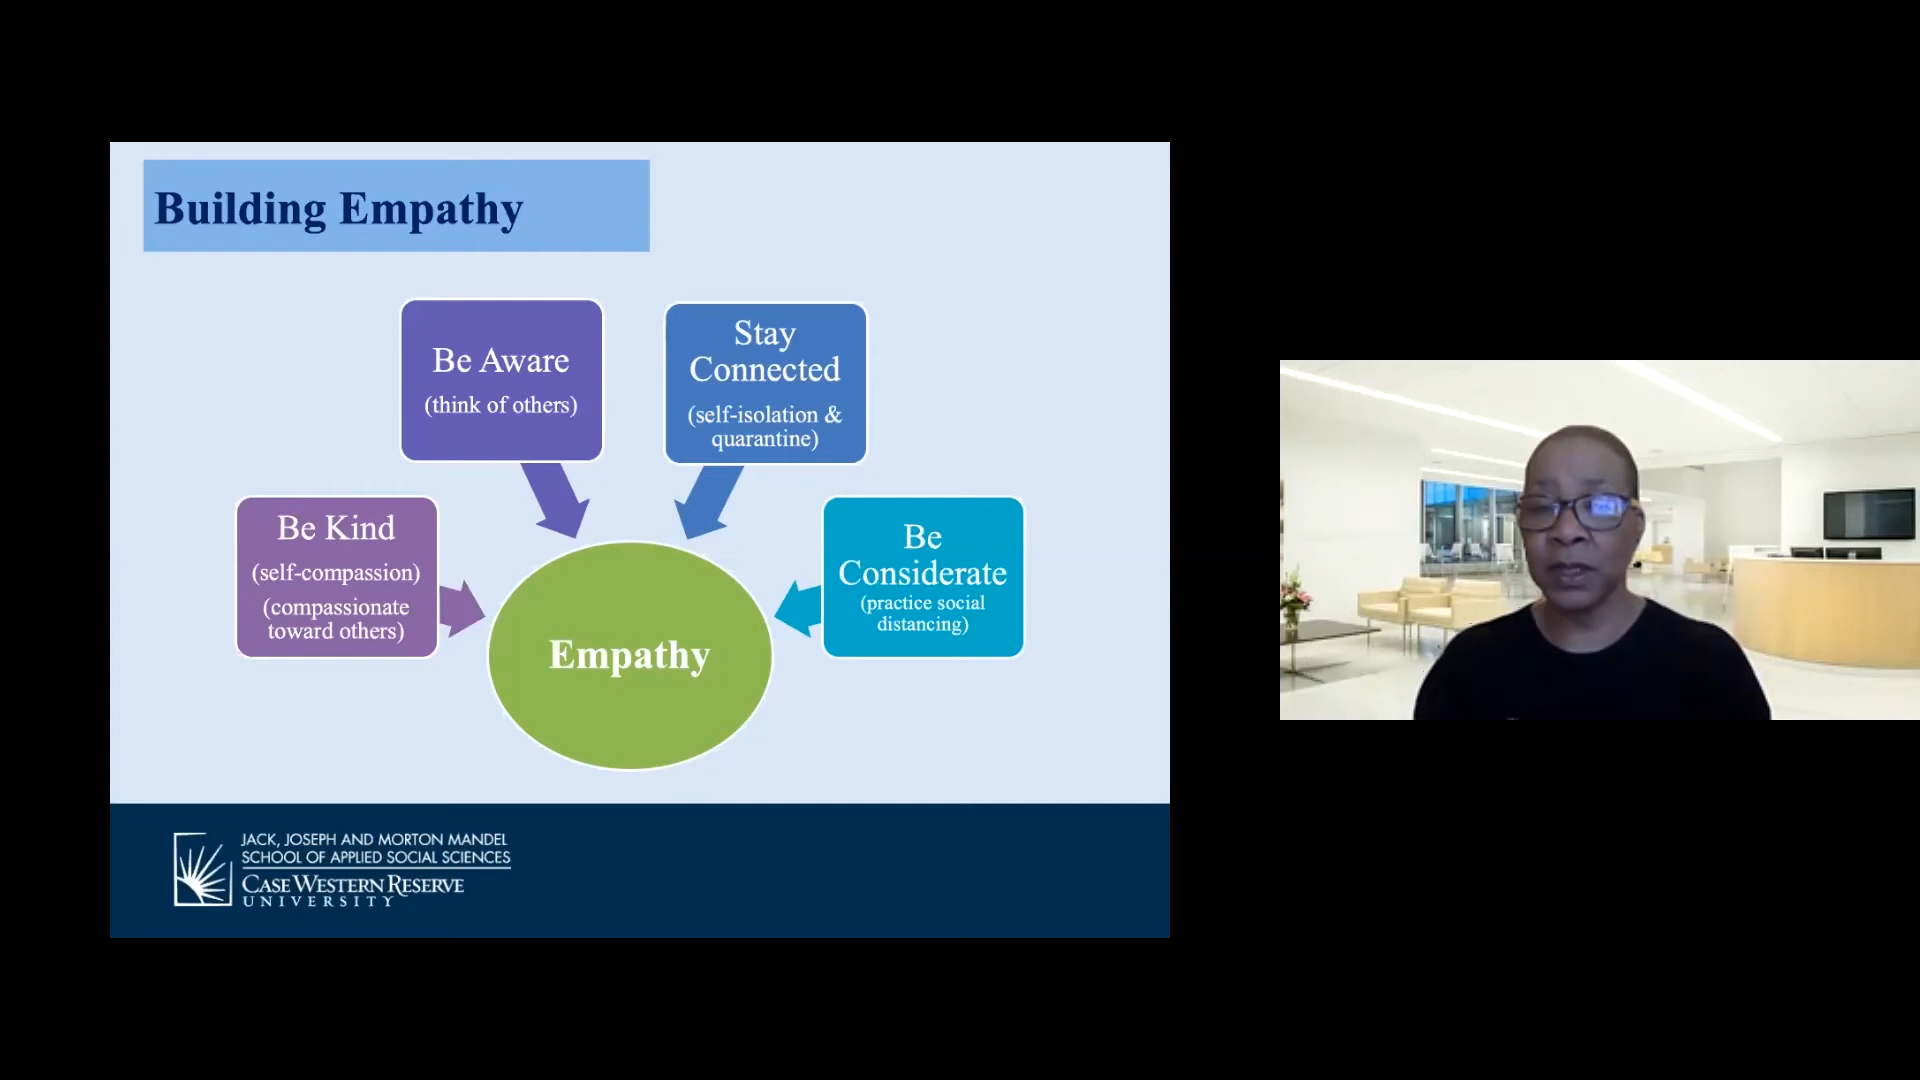 Building Empathy
Be Aware
(think of others)
Stay
Connected
(self-isolation &
quarantine)
Be Kind
(self-compassion)
(compassionate
toward others)
Be
Considerate
(practice social
distancing)
Empathy
JACK, JOSEPH AND MORTON MANDEL
SCHOOL OF APPLIED SOCIAL SCIENCES
CASE WESTERN RESERVE
UNIVERSITY